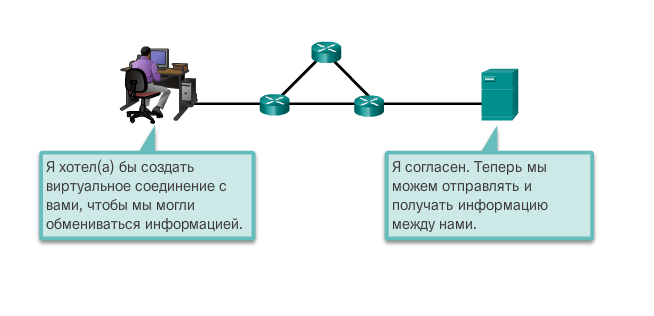 Я хотел(а) бы создать
виртуальное соединение с
вами, чтобы мы могли
обмениваться информацией.
Я согласен. Теперь мы
можем отправлять и
получать информацию
между нами.